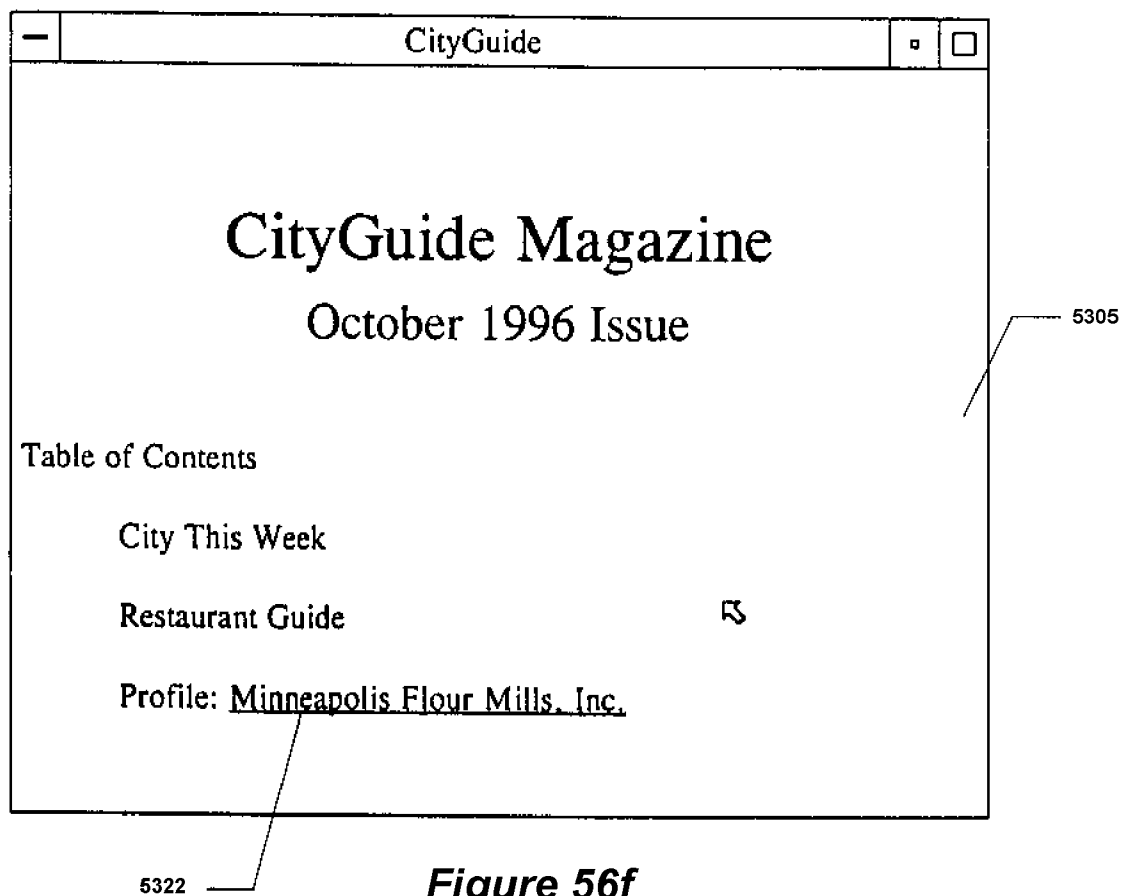 CityGuide
CityGuide Magazine
October 1996 Issue
5305
Table of Contents
City This Week
Restaurant Guide
Profile: Minneapolis Flour Mills, Inc.
5322
Figure 56f